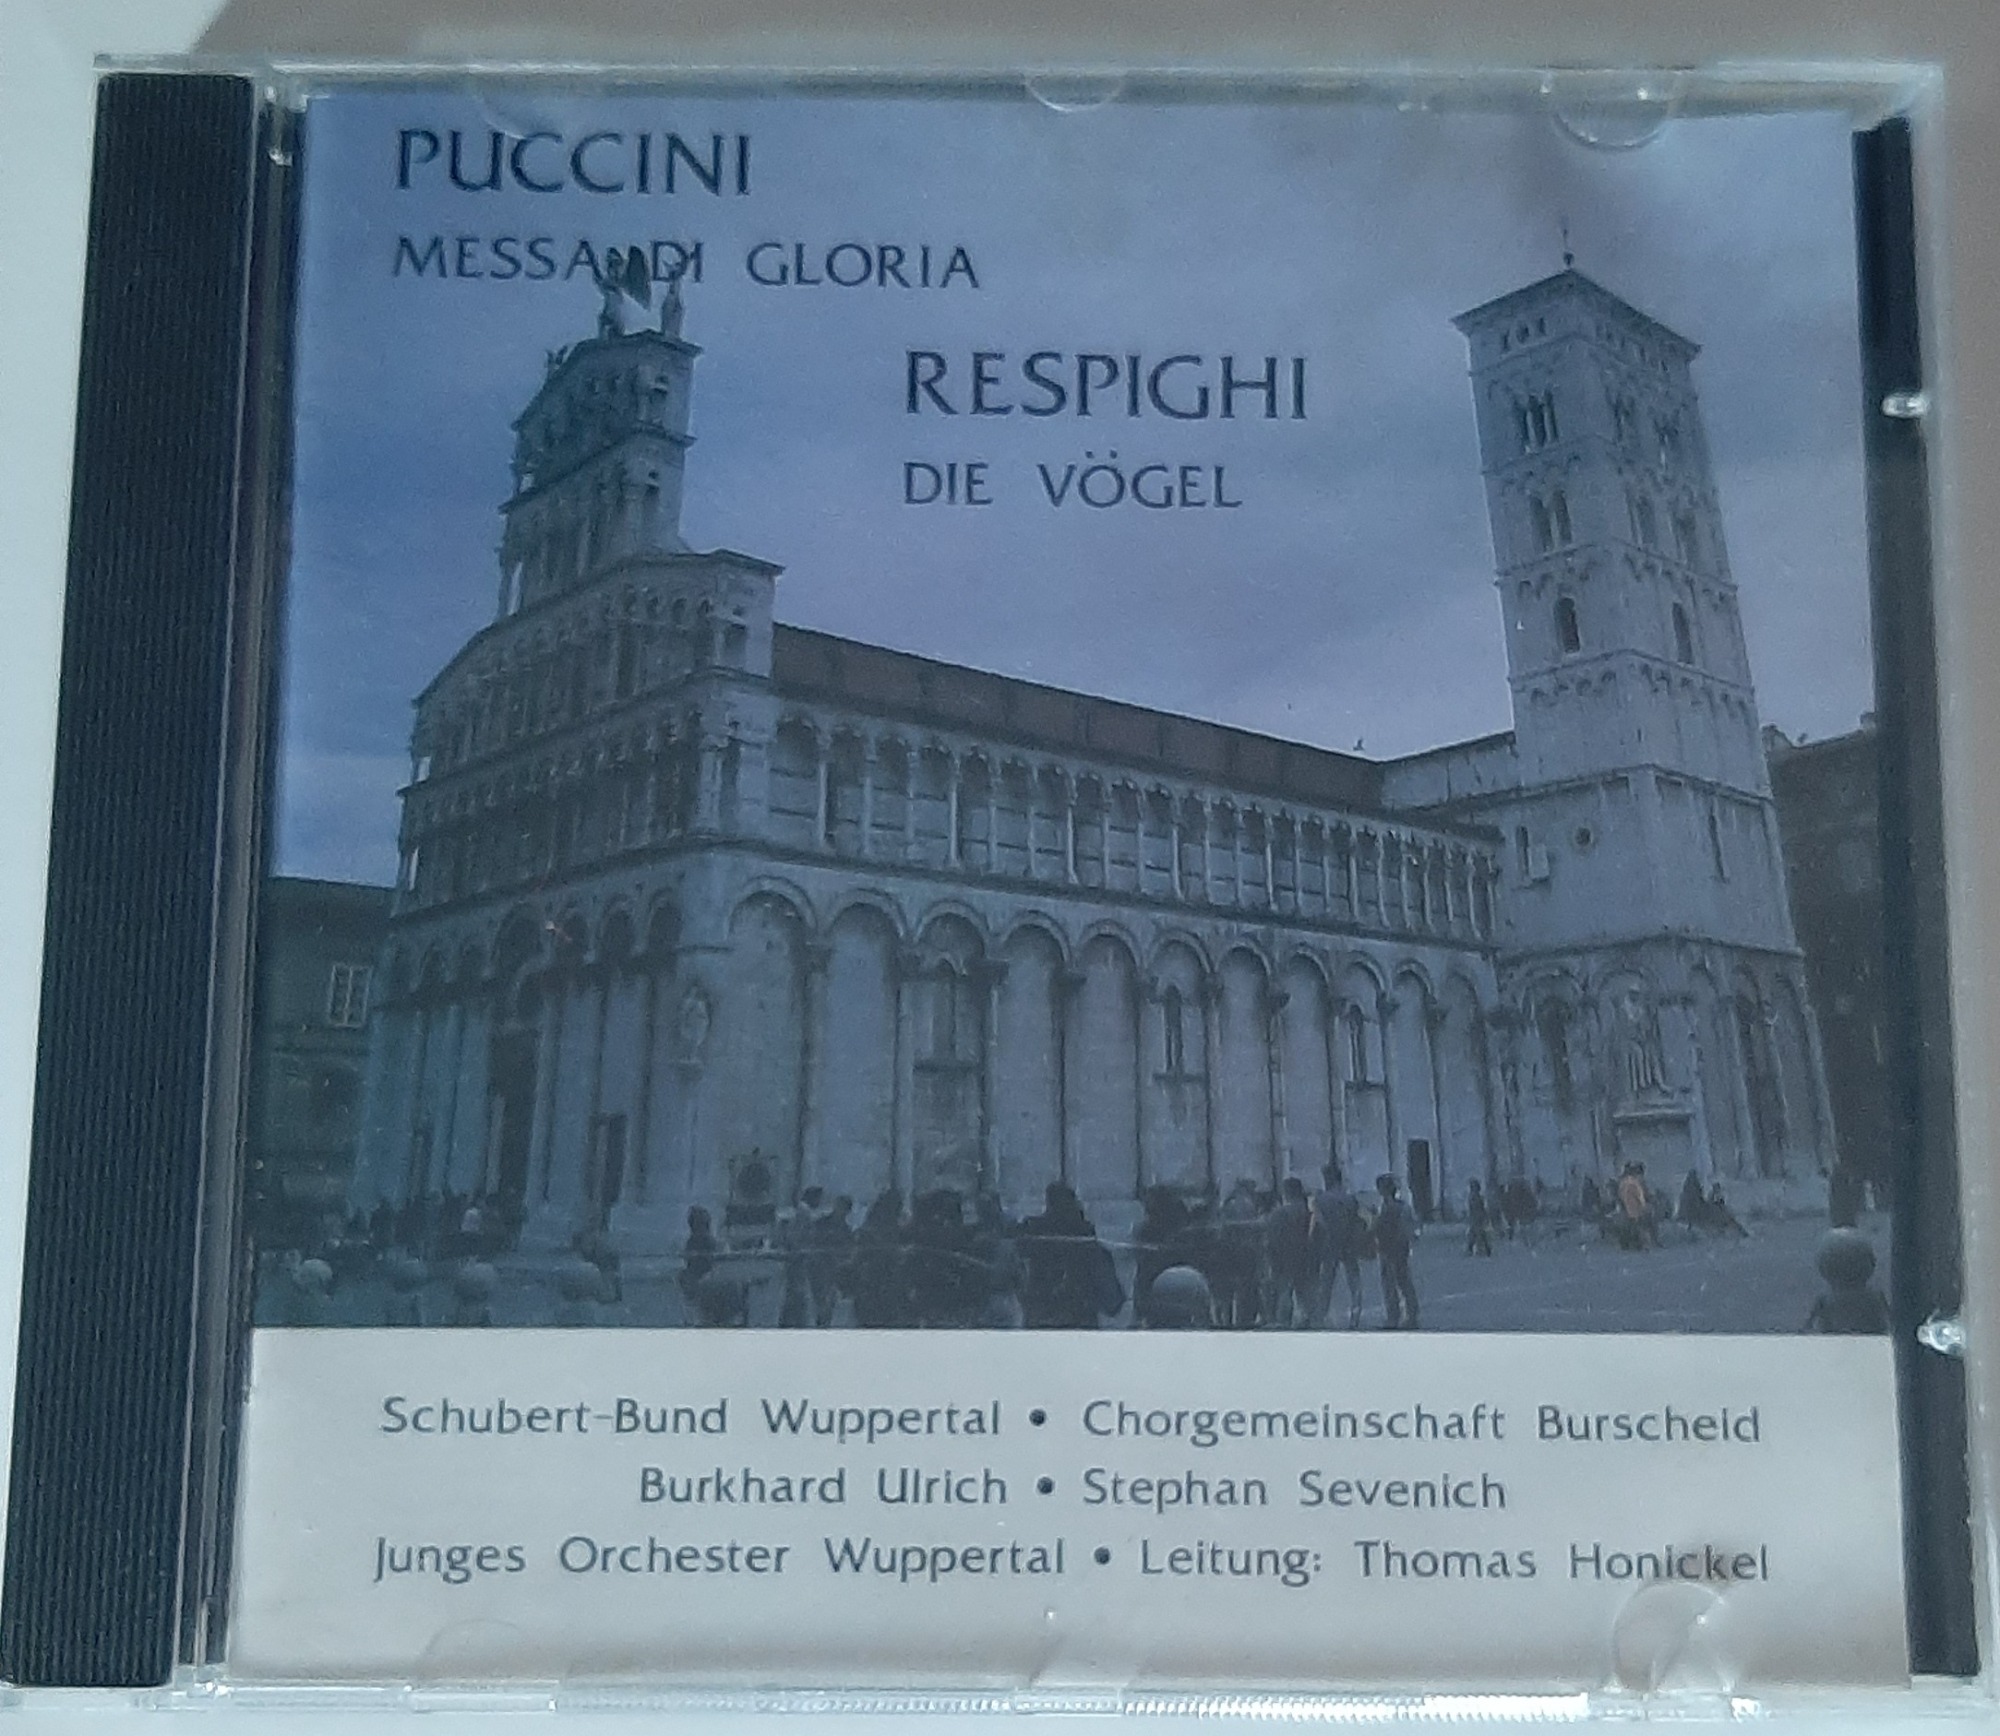 PUCCINI
MESSA DI GLORIA
RESPIGHI
DIE VÖGEL
Schubert-Bund Wuppertal • Chorgemeinschaft Burscheid
Burkhard Ulrich • Stephan Sevenich
Junges Orchester Wuppertal • Leitung: Thomas Honickel